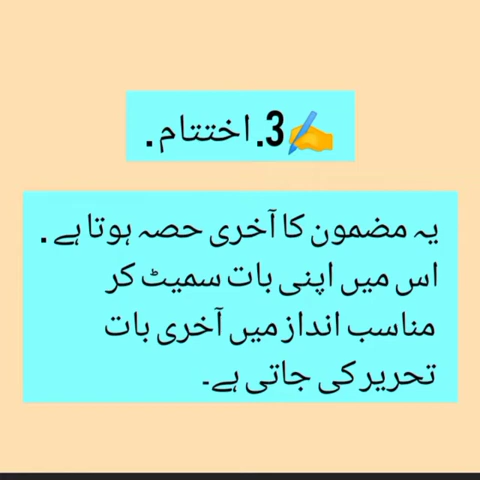 ✍️3. اختتام.
یہ مضمون کا آخری حصہ ہوتا ہے.
اس میں اپنی بات سمیٹ کر
مناسب انداز میں آخری بات
تحریر کی جاتی ہے۔